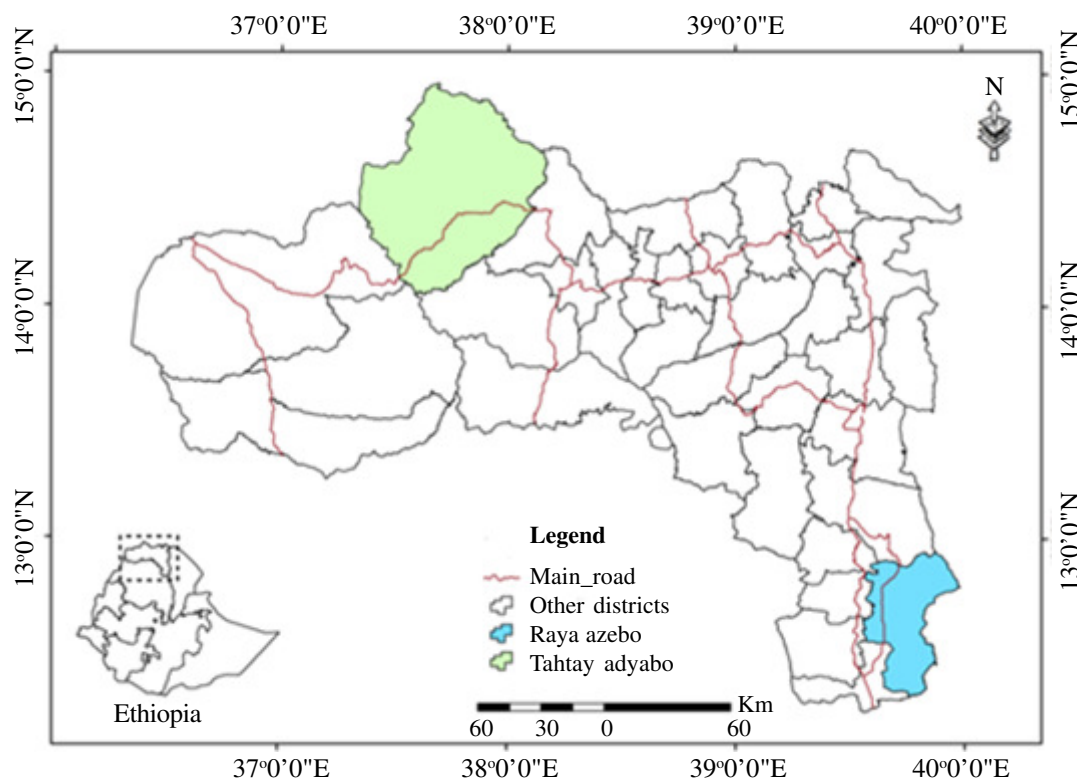 37°0'0"E 38°0'0"E 39°0'0"E 40°0'0"E
15°0'0"N
14°0'0"N
13°0'0"N
N
15°0'0"N
14°0'0"N
13°0'0"N
Legend
Main_road
Other districts
Raya azebo
Tahtay adyabo
Ethiopia
Km
60 30 0 60
37°0'0"E 38°0'0"E 39°0'0"E 40°0'0"E